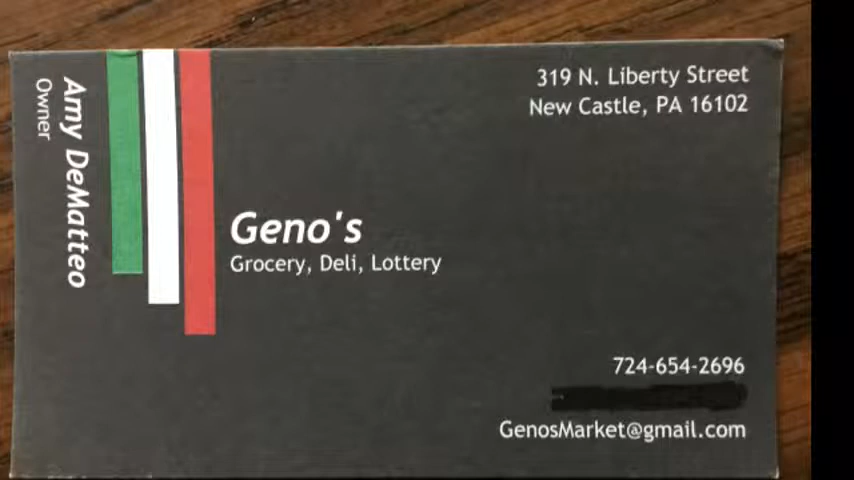 Amy DeMatteo
Owner
319 N. Liberty Street
New Castle, PA 16102
Geno's
Grocery, Deli, Lottery
724-654-2696
GenosMarket@gmail.com